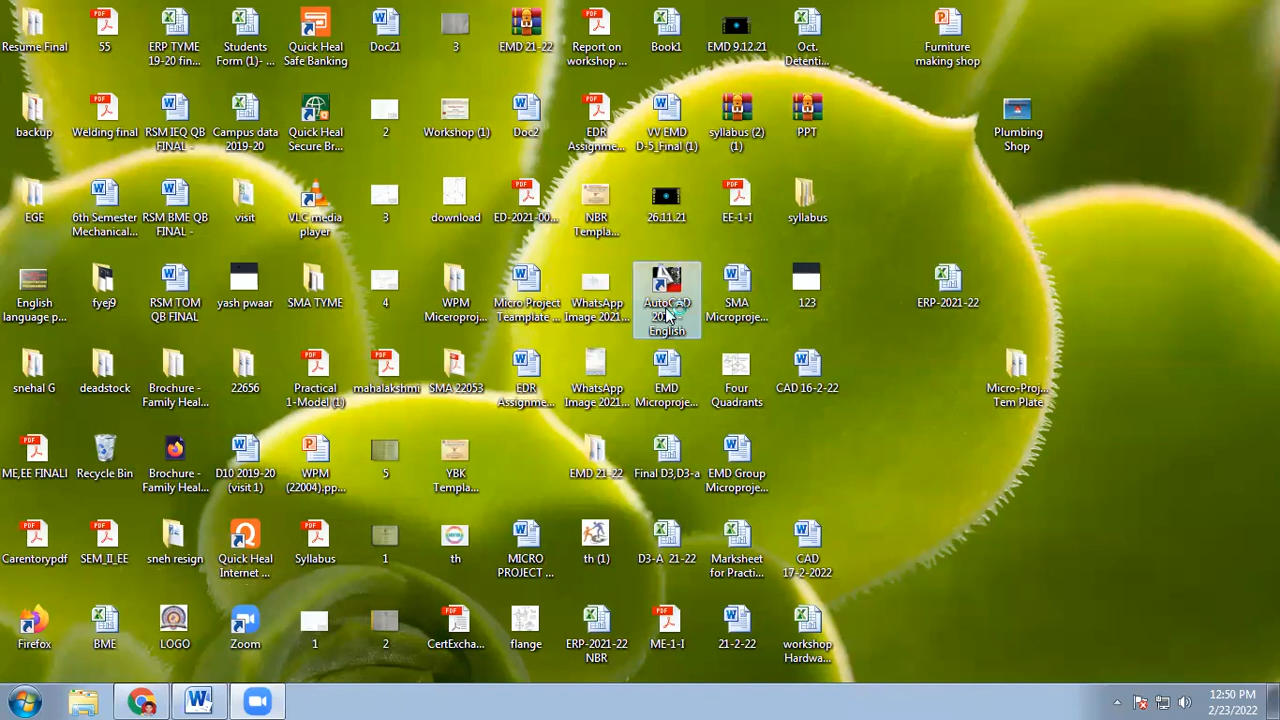 Resume Final
55
ERP TYME
19-20 fin...
Students
Form (1)- ...
Quick Heal
Safe Banking
Doc21
3
EMD 21-22
Report on
workshop ...
Book1
EMD 9.12.21
Oct.
Detenti...
Furniture
making shop
backup
Welding final
RSM IEQ QB
FINAL -
Campus data
2019-20
Quick Heal
Secure Br...
2
Workshop (1)
Doc2
EDR
Assignme...
VV EMD
D-5_Final (1)
syllabus (2)
(1)
PPT
Plumbing
Shop
EGE
6th Semester
Mechanical...
RSM BME QB
FINAL -
visit
VLC media
player
3
download
ED-2021-00...
NBR
Templa...
26.11.21
EE-1-I
syllabus
English
language p...
fyej9
RSM TOM
QB FINAL
yash pwaar
SMA TYME
4
WPM
Miceroproj...
Micro Project
Teamplate ...
WhatsApp
Image 2021...
AutoCAD
English
SMA
Microproje...
123
ERP-2021-22
snehal G
deadstock
Brochure -
Family Heal...
22656
Practical
1-Model (1)
mahalakshmi
SMA 22053
EDR
Assignme...
WhatsApp
Image 2021...
EMD
Microproje...
Four
Quadrants
CAD 16-2-22
Micro-Proj...
Tem Plate
ME,EE FINALI
Recycle Bin
Brochure -
Family Heal...
D10 2019-20
(visit 1)
WPM
(22004).pp...
5
YBK
Templa...
EMD 21-22
Final D3,D3-a
EMD Group
Microproje...
Carentorypdf
SEM_II_EE
sneh resign
Quick Heal
Internet ...
Syllabus
1
th
MICRO
PROJECT ...
th (1)
D3-A 21-22
Marksheet
for Practi...
CAD
17-2-2022
Firefox
BME
LOGO
Zoom
1
2
CertExcha...
flange
ERP-2021-22
NBR
ME-1-I
21-2-22
workshop
Hardwa...
12:50 PM
2/23/2022